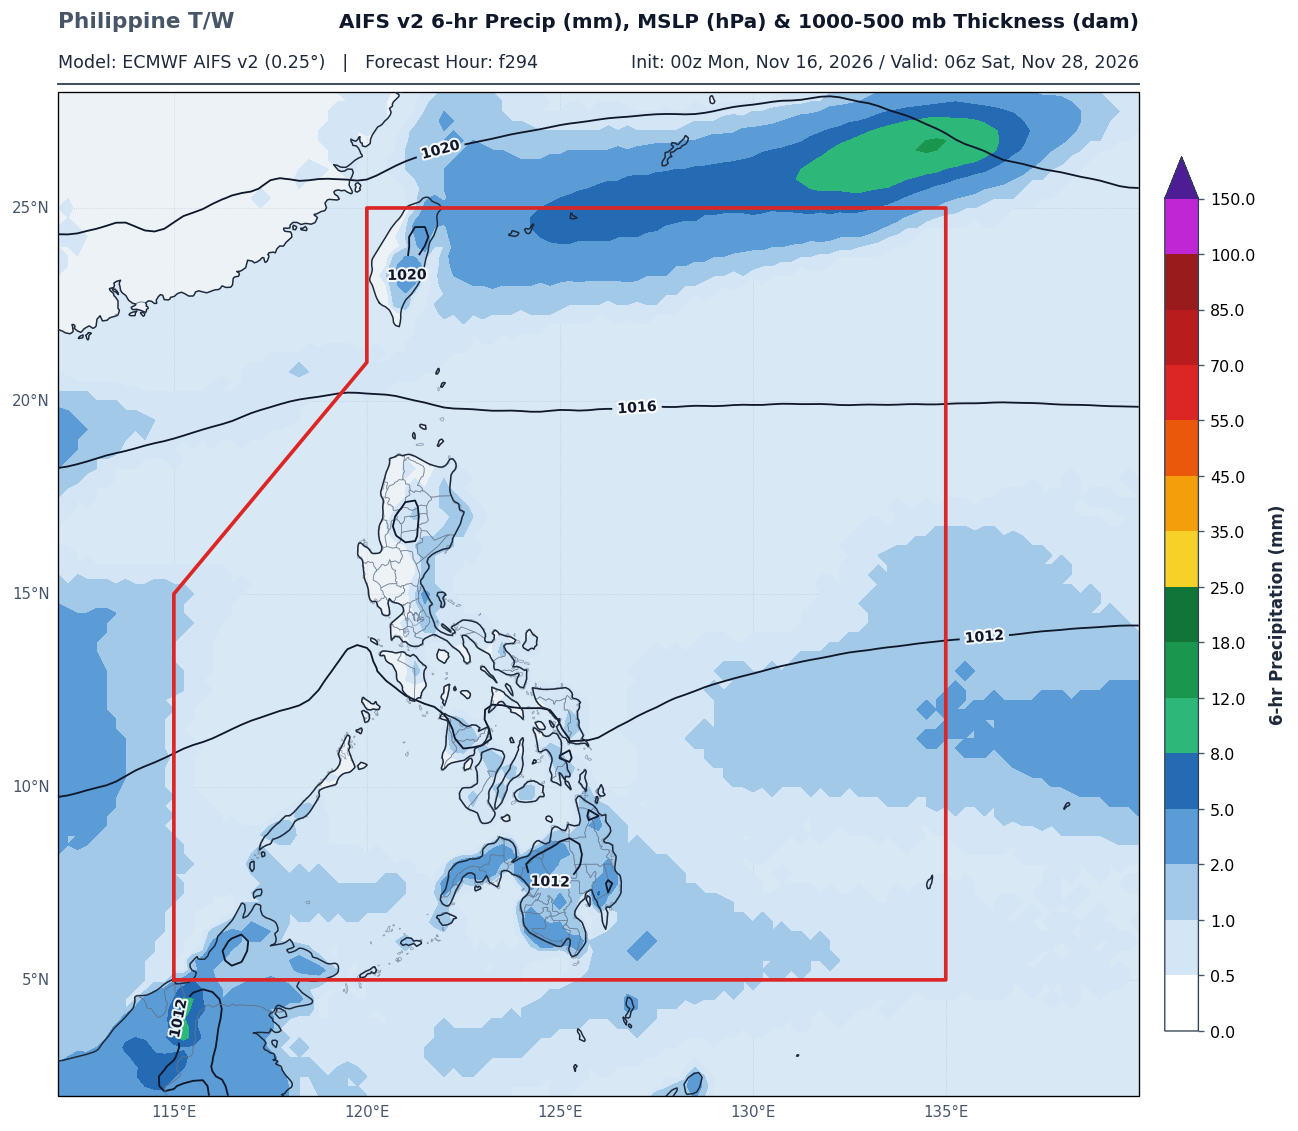 Philippine T/W
AIFS v2 6-hr Precip (mm), MSLP (hPa) & 1000-500 mb Thickness (dam)
Model: ECMWF AIFS v2 (0.25°)   |   Forecast Hour: f294
Init: 00z Mon, Nov 16, 2026 / Valid: 06z Sat, Nov 28, 2026
1020
25°N
1020
20°N
1016
15°N
1012
10°N
1012
5°N
1012
115°E
120°E
125°E
130°E
135°E
150.0
100.0
85.0
70.0
55.0
45.0
35.0
25.0
18.0
12.0
8.0
5.0
2.0
1.0
0.5
0.0
6-hr Precipitation (mm)